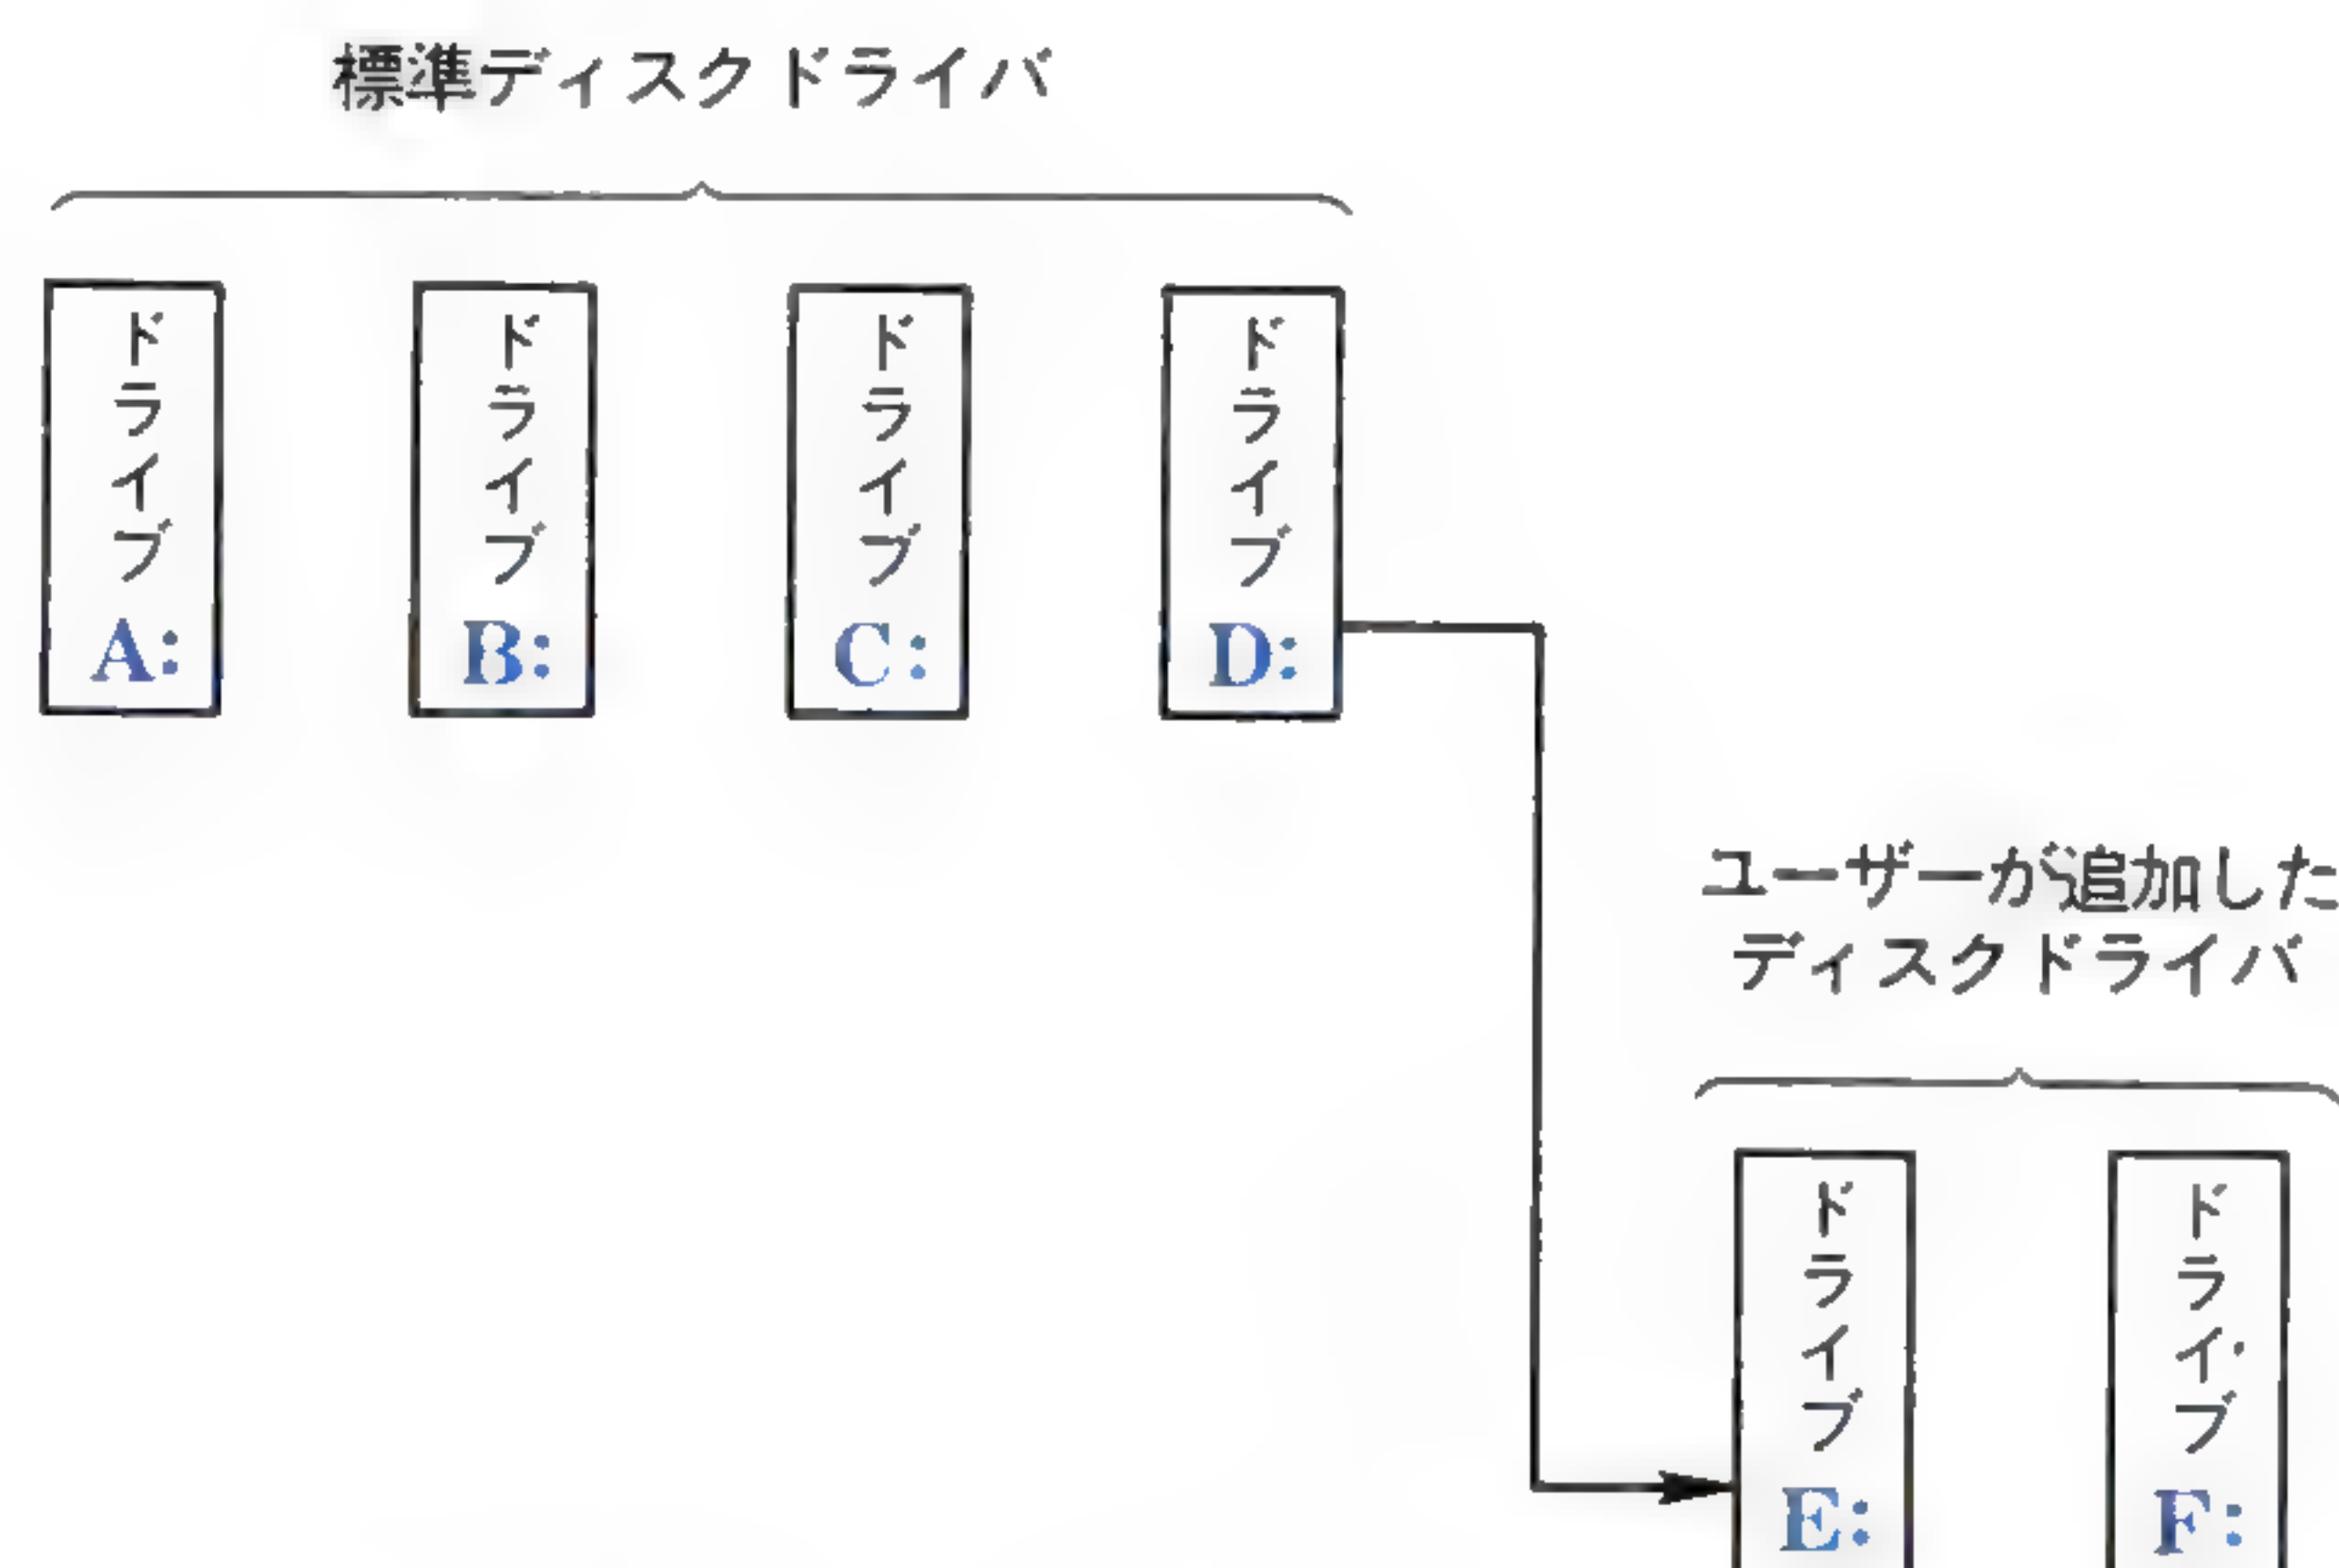 標準ディスクドライバ
ドライブ A:
ドライブ B:
ドライブ C:
ドライブ D:
ユーザーが追加した
ディスクドライバ
ドライブ E:
ドライブ F: